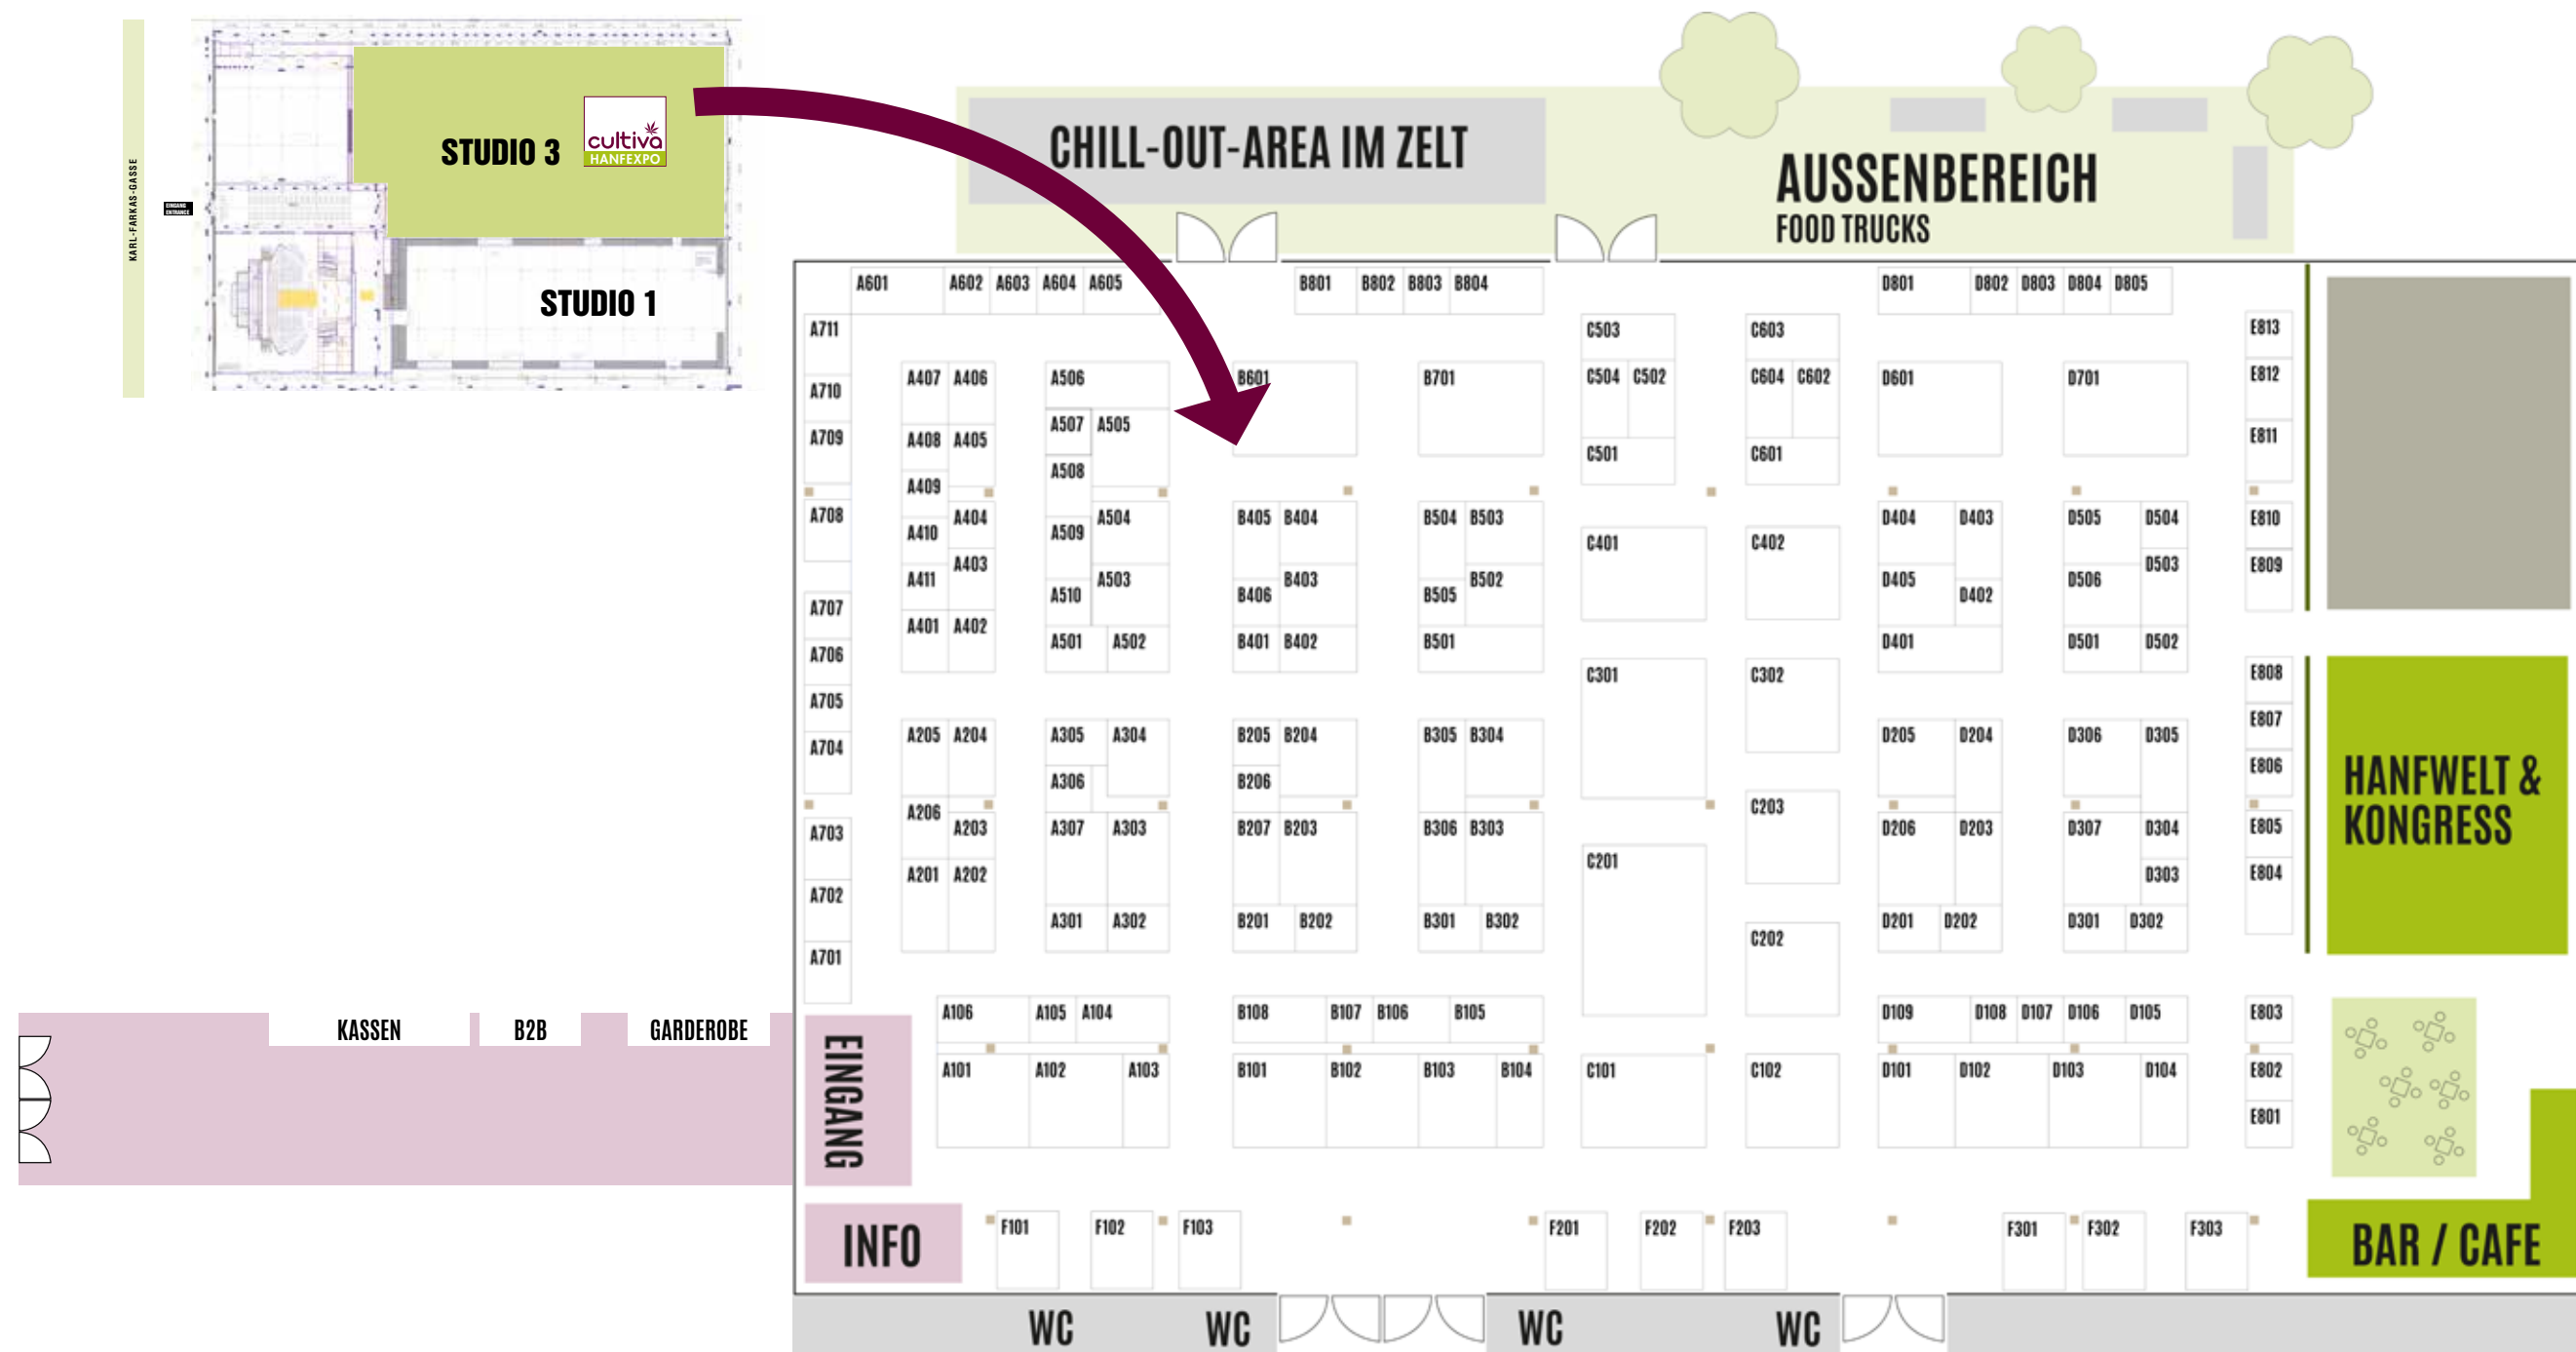 KARL-FARKAS-GASSE
EINGANG
ENTRANCE
STUDIO 3
cultiva
HANFEXPO
STUDIO 1
CHILL-OUT-AREA IM ZELT
AUSSENBEREICH
FOOD TRUCKS
A601 A602 A603 A604 A605 B801 B802 B803 B804 D801 D802 D803 D804 D805
A711 C503 C603 E813
A710 A407 A406 A506 B601 B701 C504 C502 C604 C602 D601 D701 E812
A709 A408 A405 A507 A505 C501 C601 E811
A409 A508
A708 A410 A404 A509 A504 B405 B404 B504 B503 C401 C402 D404 D403 D505 D504 E810
A411 A403 A510 A503 B406 B403 B505 B502 D405 D402 D506 D503 E809
A707 A401 A402 A501 A502 B401 B402 B501 D401 D501 D502
A706 C301 C302 E808
A705 E807
A704 A205 A204 A305 A304 B205 B204 B305 B304 D205 D204 D306 D305
A306 B206 E806
A703 A206 A203 A307 A303 B207 B203 B306 B303 C203 D206 D203 D307 D304 E805
A702 A201 A202 C201 D303 E804
A301 A302 B201 B202 B301 B302 C202 D201 D202 D301 D302
A701
HANFWELT &
KONGRESS
KASSEN B2B GARDEROBE
EINGANG
A106 A105 A104 B108 B107 B106 B105 D109 D108 D107 D106 D105 E803
A101 A102 A103 B101 B102 B103 B104 C101 C102 D101 D102 D103 D104 E802
E801
INFO
F101 F102 F103 F201 F202 F203 F301 F302 F303
BAR / CAFE
WC WC WC WC